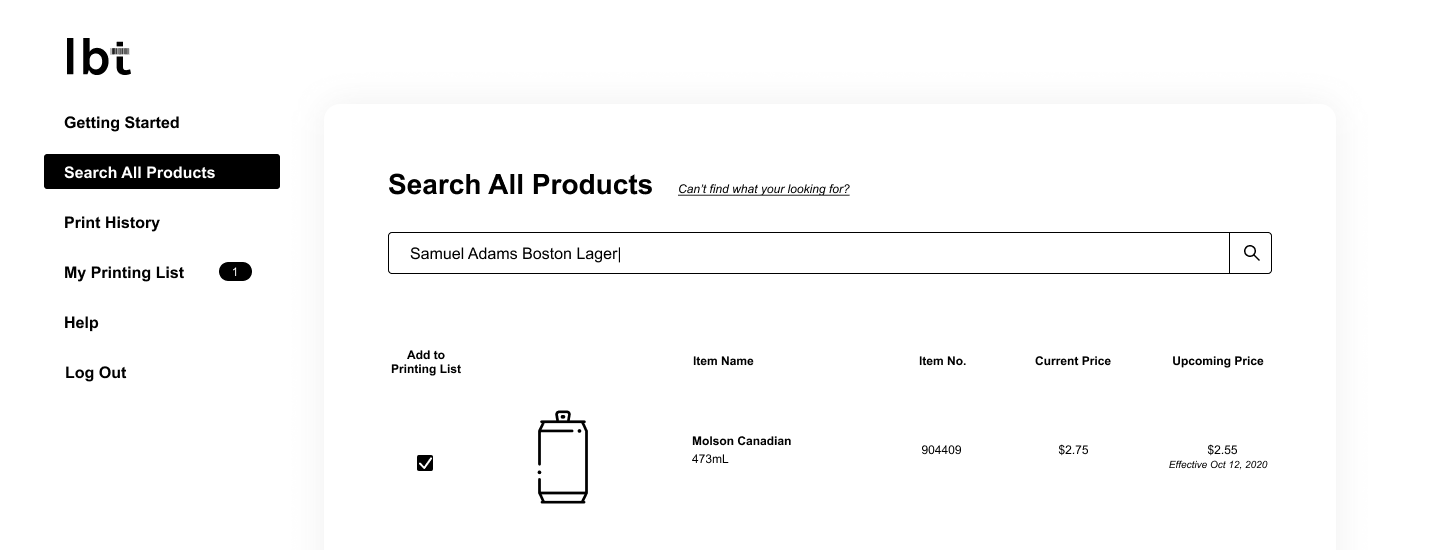 lbt
Getting Started
Search All Products
Print History
My Printing List 1
Help
Log Out
Search All Products Can't find what your looking for?
Samuel Adams Boston Lager
Add to
Printing List
Item Name Item No. Current Price Upcoming Price
Molson Canadian
473mL
904409 $2.75 $2.55
Effective Oct 12, 2020